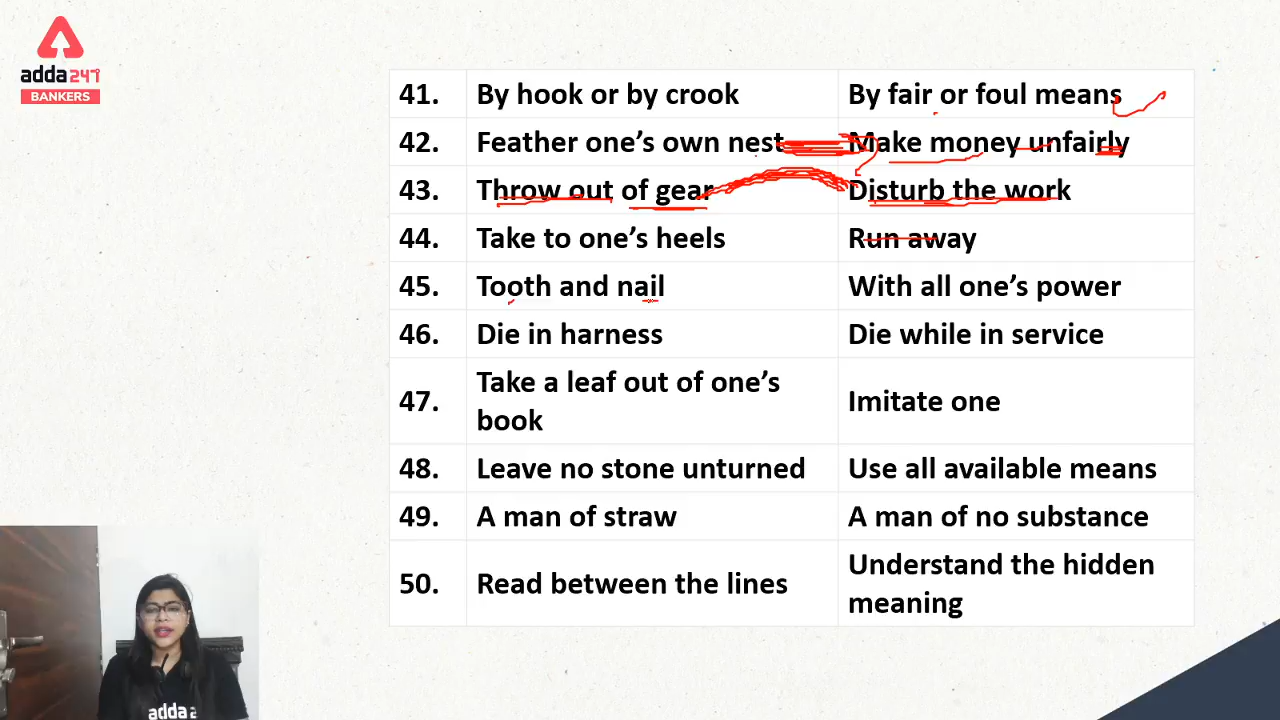 adda247
BANKERS
41. By hook or by crook By fair or foul means
42. Feather one’s own nest Make money unfairly
43. Throw out of gear Disturb the work
44. Take to one’s heels Run away
45. Tooth and nail With all one’s power
46. Die in harness Die while in service
47. Take a leaf out of one’s
book Imitate one
48. Leave no stone unturned Use all available means
49. A man of straw A man of no substance
50. Read between the lines Understand the hidden
meaning
adda2